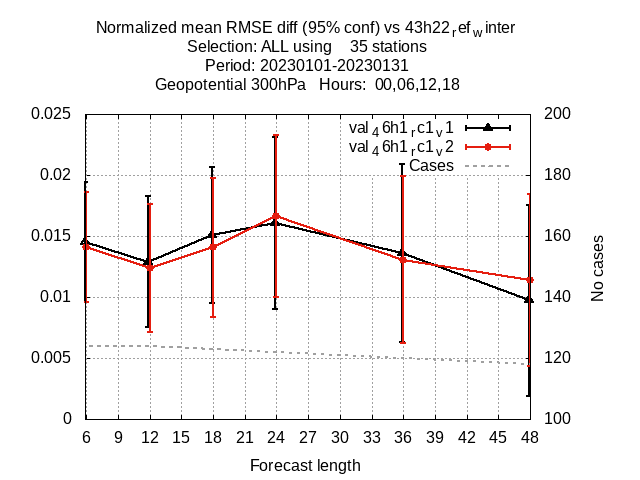 Normalized mean RMSE diff (95% conf) vs 43h22refwinter
Selection: ALL using 35 stations
Period: 20230101-20230131
Geopotential 300hPa Hours: 00,06,12,18
0.025 200
val46h1rc1v1
val46h1rc1v2
Cases
0.02 180
0.015 160
No cases
0.01 140
0.005 120
0 100
6 9 12 15 18 21 24 27 30 33 36 39 42 45 48
Forecast length